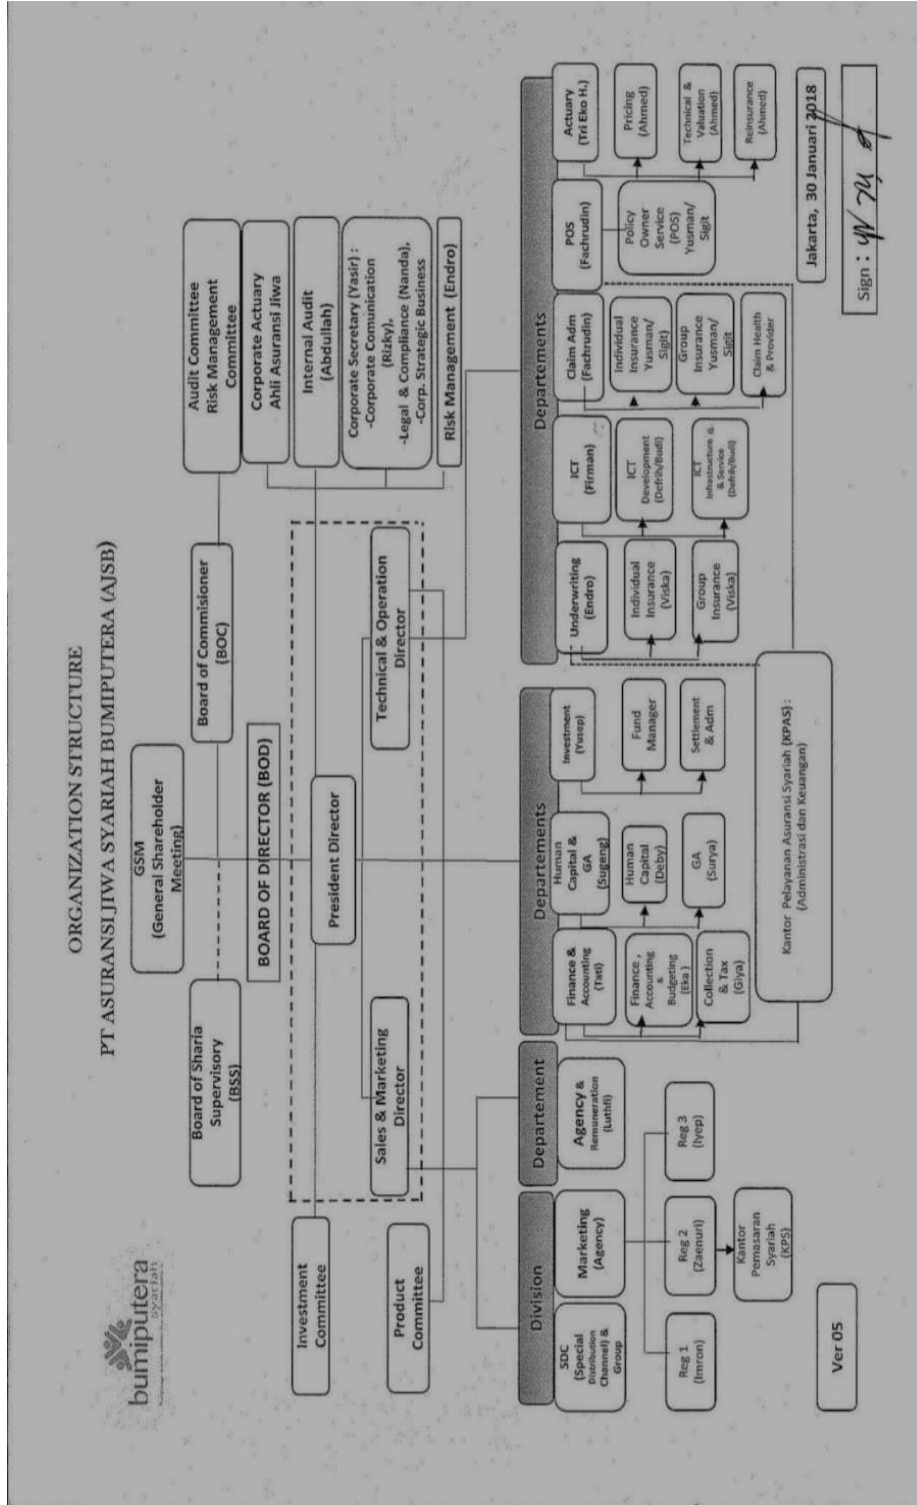 bumiputera
syariah
ORGANIZATION STRUCTURE
PT ASURANSI JIWA SYARIAH BUMIPUTERA (AJSB)
GSM
(General Shareholder
Meeting)
Board of Sharia
Supervisory
(BSS)
Board of Commisioner
(BOC)
Audit Committee
Risk Management
Committee
BOARD OF DIRECTOR (BOD)
Corporate Actuary
Ahli Asuransi Jiwa
Investment
Committee
President Director
Internal Audit
(Abdullah)
Corporate Secretary (Yasir) :
-Corporate Comunication
(Rizky),
-Legal & Compliance (Nanda),
-Corp. Strategic Business
Product
Committee
Sales & Marketing
Director
Technical & Operation
Director
Risk Management (Endro)
Division
Departement
Departements
Departements
SDC
(Special
Distribution
Channel) &
Group
Marketing
(Agency)
Agency &
Remuneration
(Luthfi)
Finance &
Accounting
(Tati)
Human
Capital &
GA
(Sugeng)
Investment
(Yusep)
Underwriting
(Endro)
ICT
(Firman)
Claim Adm
(Fachrudin)
POS
(Fachrudin)
Actuary
(Tri Eko H.)
Reg 1
(Imron)
Reg 2
(Zaenuri)
Reg 3
(Iyep)
Finance ,
Accounting
&
Budgeting
(Eka )
Human
Capital
(Deby)
Fund
Manager
Individual
Insurance
(Viska)
ICT
Development
(Defrih/Budi)
Individual
Insurance
Yusman/
Sigit)
Policy
Owner
Service
(POS)
Yusman/
Sigit
Pricing
(Ahmed)
Collection
& Tax
(Giya)
GA
(Surya)
Settlement
& Adm
Group
Insurance
(Viska)
ICT
Infrastructure &
& Service
(Defrih/Budi)
Group
Insurance
Yusman/
Sigit
Technical &
Valuation
(Ahmed)
Kantor
Pemasaran
Syariah
(KPS)
Claim Health
& Provider
Reinsurance
(Ahmed)
Kantor Pelayanan Asuransi Syariah (KPAS) :
(Administrasi dan Keuangan)
Ver 05
Jakarta, 30 Januari 2018
Sign :